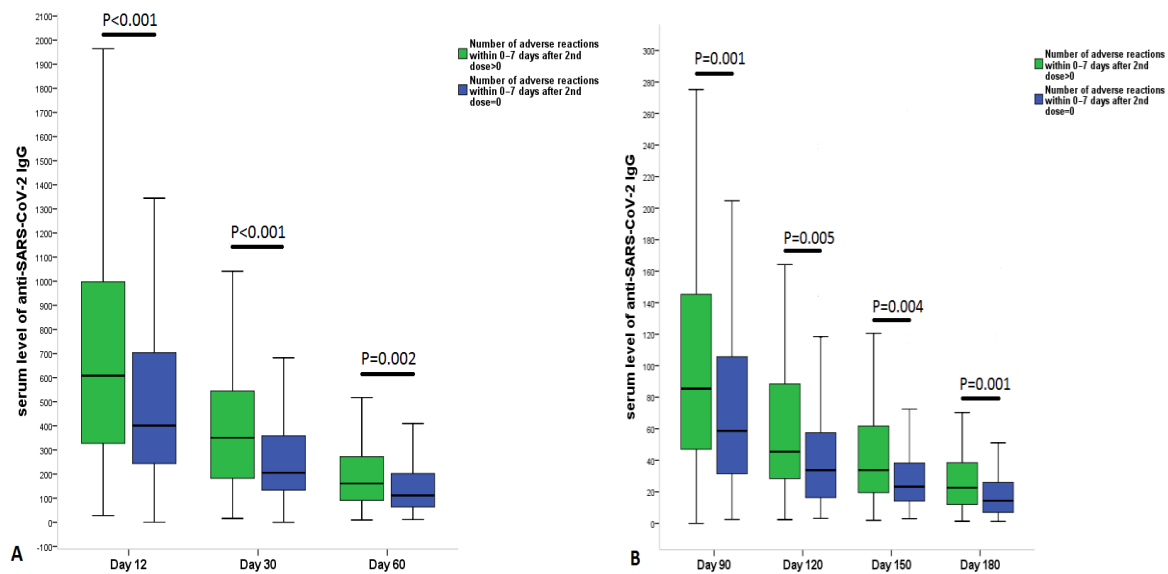 2100
2000
1900
1800
1700
1600
1500
1400
1300
1200
1100
1000
900
800
700
600
500
400
300
200
100
0
-100
serum level of anti-SARS-CoV-2 IgG
P<0.001
P<0.001
P=0.002
Number of adverse reactions
within 0–7 days after 2nd
dose>0
Number of adverse reactions
within 0–7 days after 2nd
dose=0
A
Day 12
Day 30
Day 60
300
280
260
240
220
200
180
160
140
120
100
80
60
40
20
0
serum level of anti-SARS-CoV-2 IgG
P=0.001
P=0.005
P=0.004
P=0.001
Number of adverse reactions
within 0–7 days after 2nd
dose>0
Number of adverse reactions
within 0–7 days after 2nd
dose=0
B
Day 90
Day 120
Day 150
Day 180